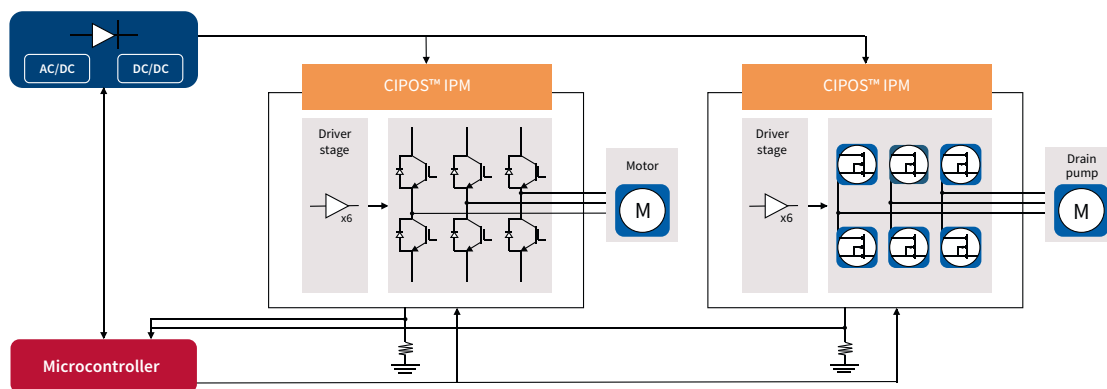 AC/DC
DC/DC
CIPOS™ IPM
Driver
stage
x6
Motor
M
CIPOS™ IPM
Driver
stage
x6
Drain
pump
M
Microcontroller